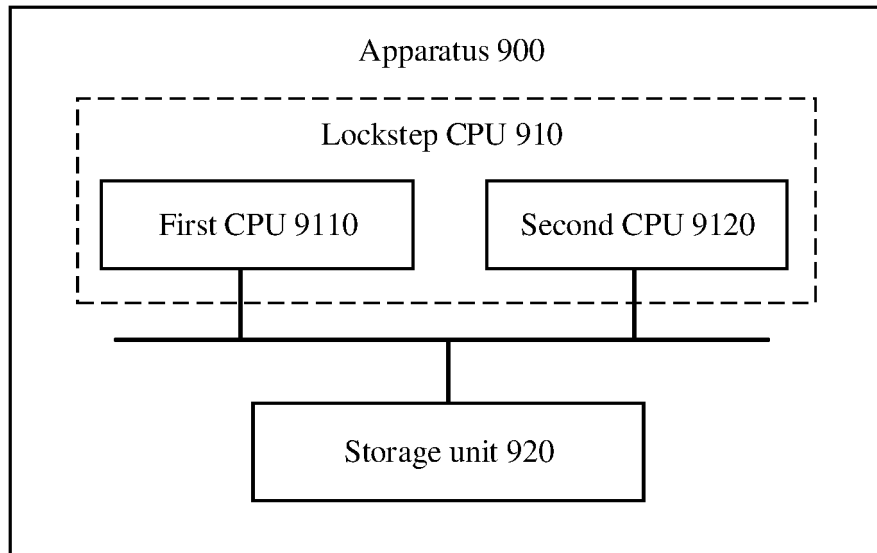 Apparatus 900
Lockstep CPU 910
First CPU 9110
Second CPU 9120
Storage unit 920